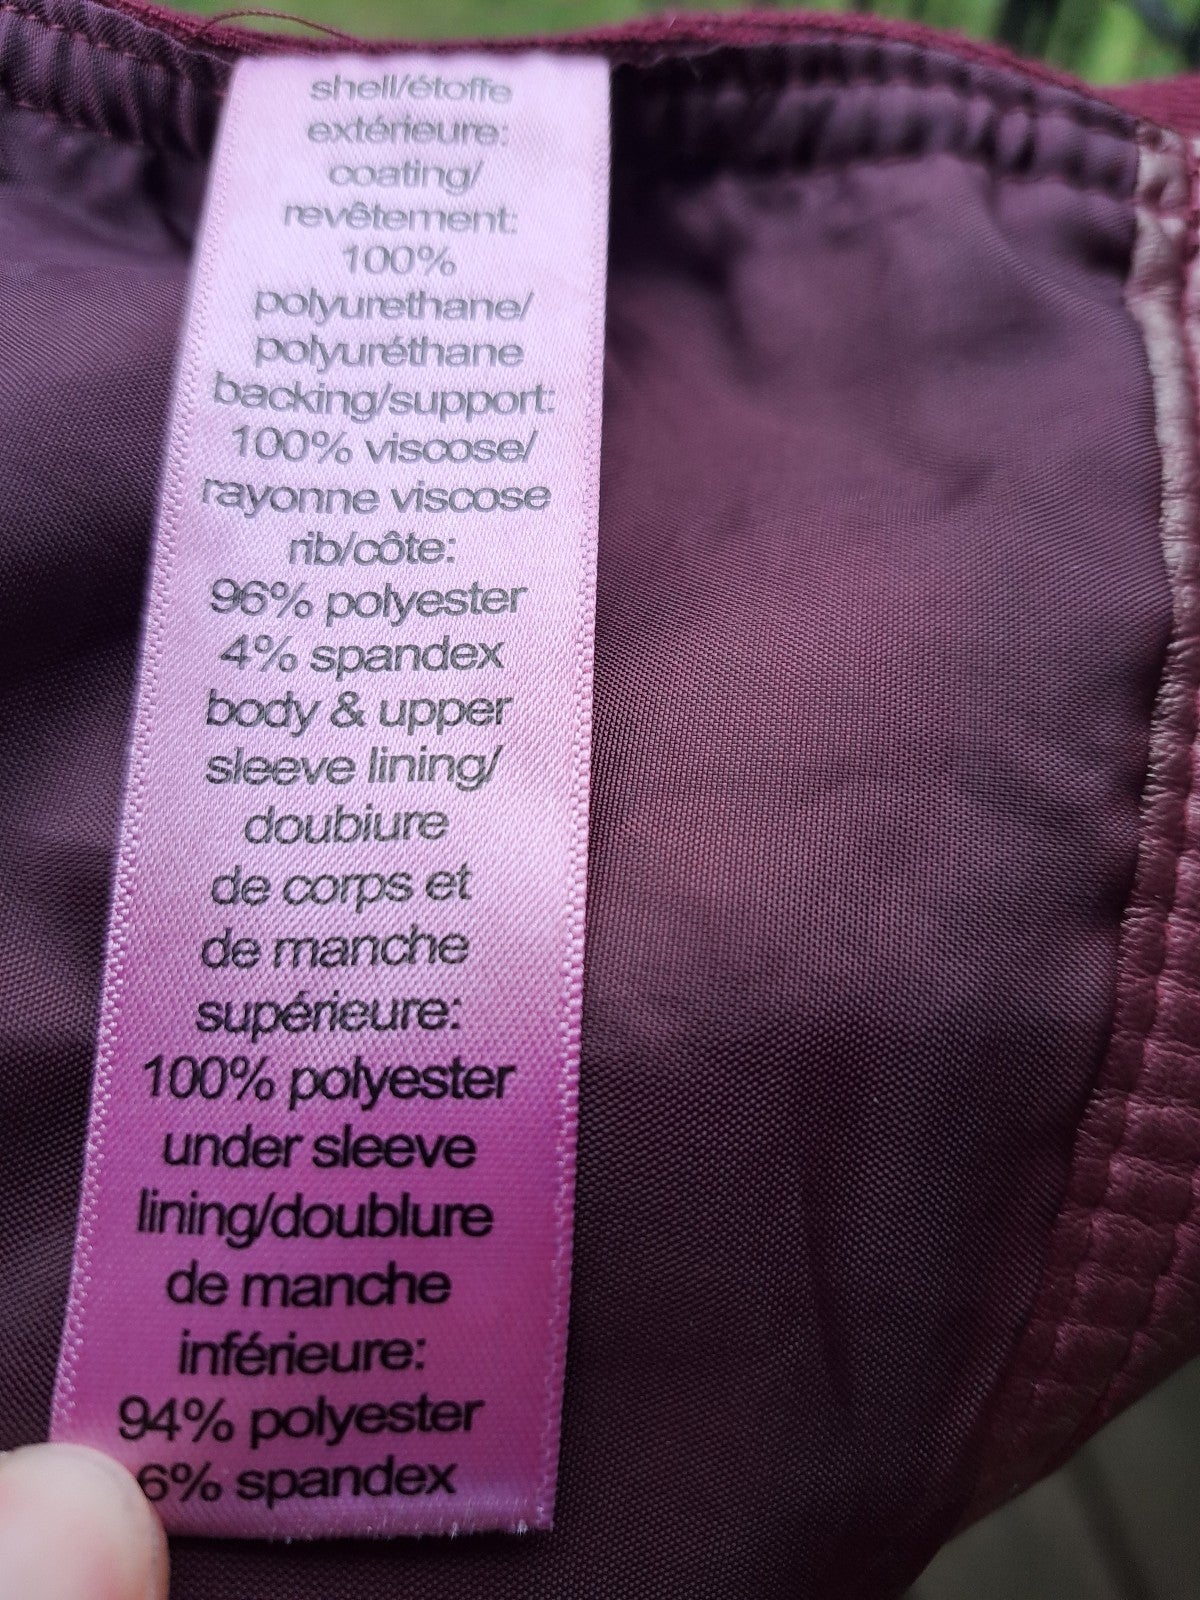 shell/étoffe
extérieure:
coating/
revêtement:
100%
polyurethane/
polyuréthane
backing/support:
100% viscose/
rayonne viscose
rib/côte:
96% polyester
4% spandex
body & upper
sleeve lining/
doubiure
de corps et
de manche
supérieure:
100% polyester
under sleeve
lining/doublure
de manche
inférieure:
94% polyester
6% spandex